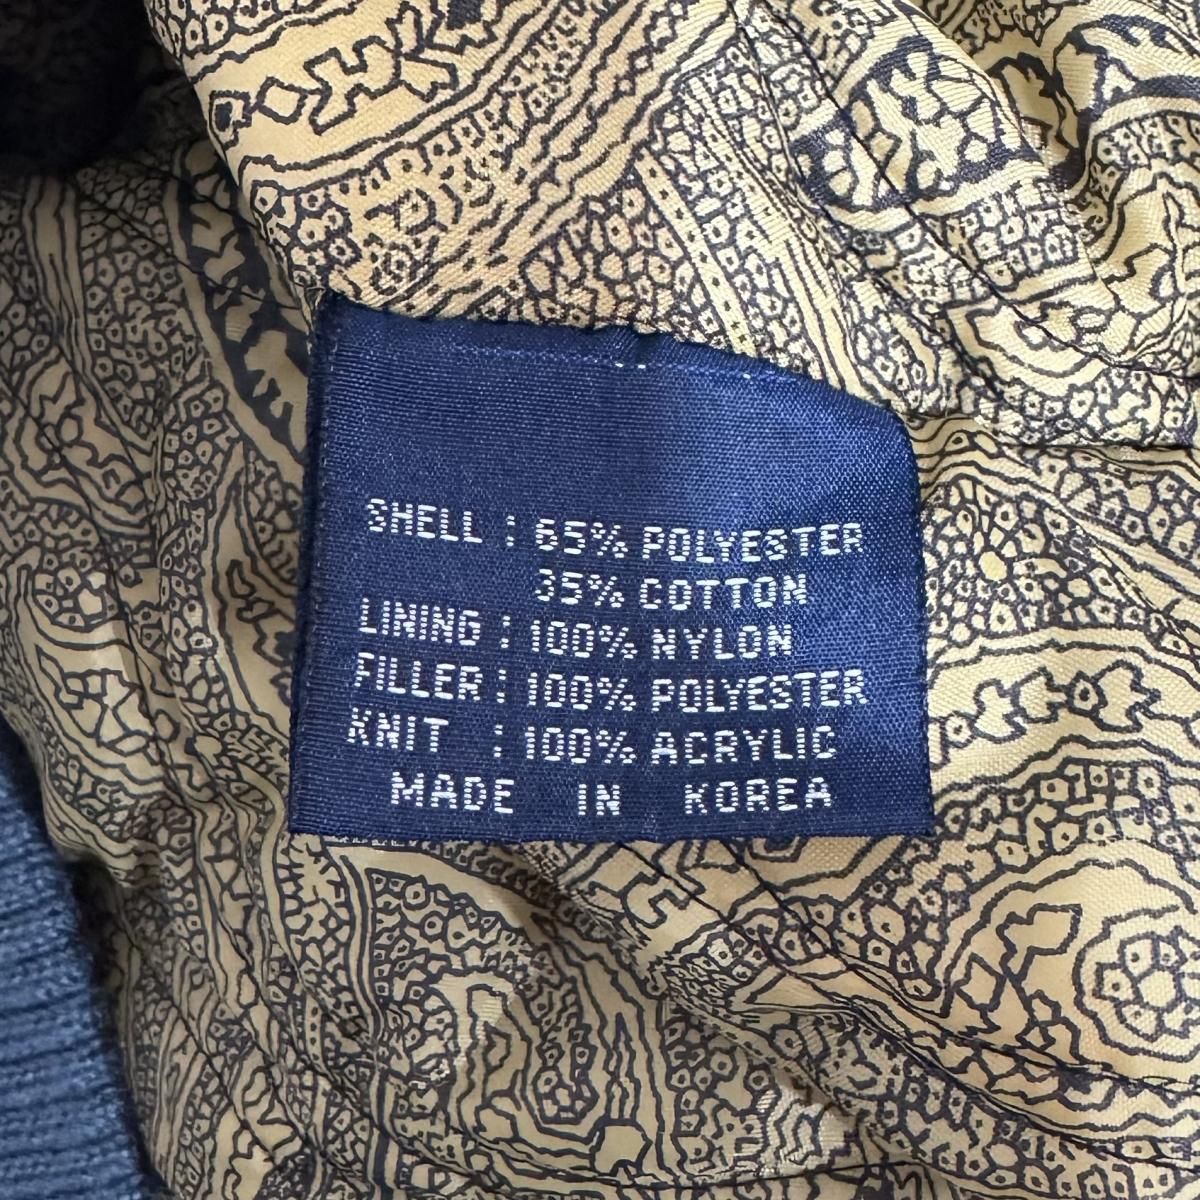 SHELL : 65% POLYESTER
35% COTTON
LINING : 100% NYLON
FILLER : 100% POLYESTER
KNIT : 100% ACRYLIC
MADE IN KOREA